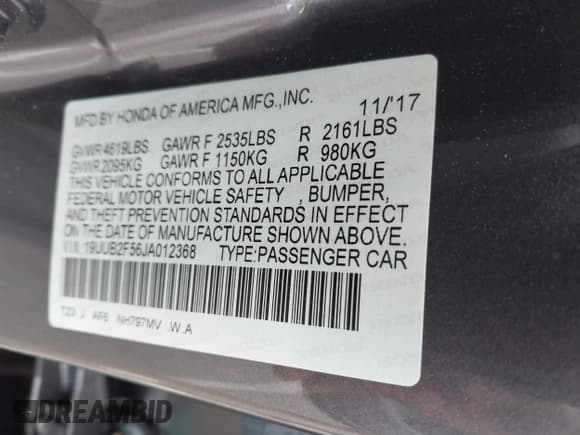 MFD.BY HONDA OF AMERICA MFG.,INC. 11/'17
GVWR 4619LBS GAWR F 2535LBS R 2161LBS
GVWR 2095KG GAWR F 1150KG R 980KG
THIS VEHICLE CONFORMS TO ALL APPLICABLE
FEDERAL MOTOR VEHICLE SAFETY , BUMPER,
AND THEFT PREVENTION STANDARDS IN EFFECT
ON THE DATE OF MANUFACTURE SHOWN ABOVE.
V.I.N.:19UUB2F56JA012368 TYPE:PASSENGER CAR
TZ3 J AF6 NH797MV .W.A
DREAMBID